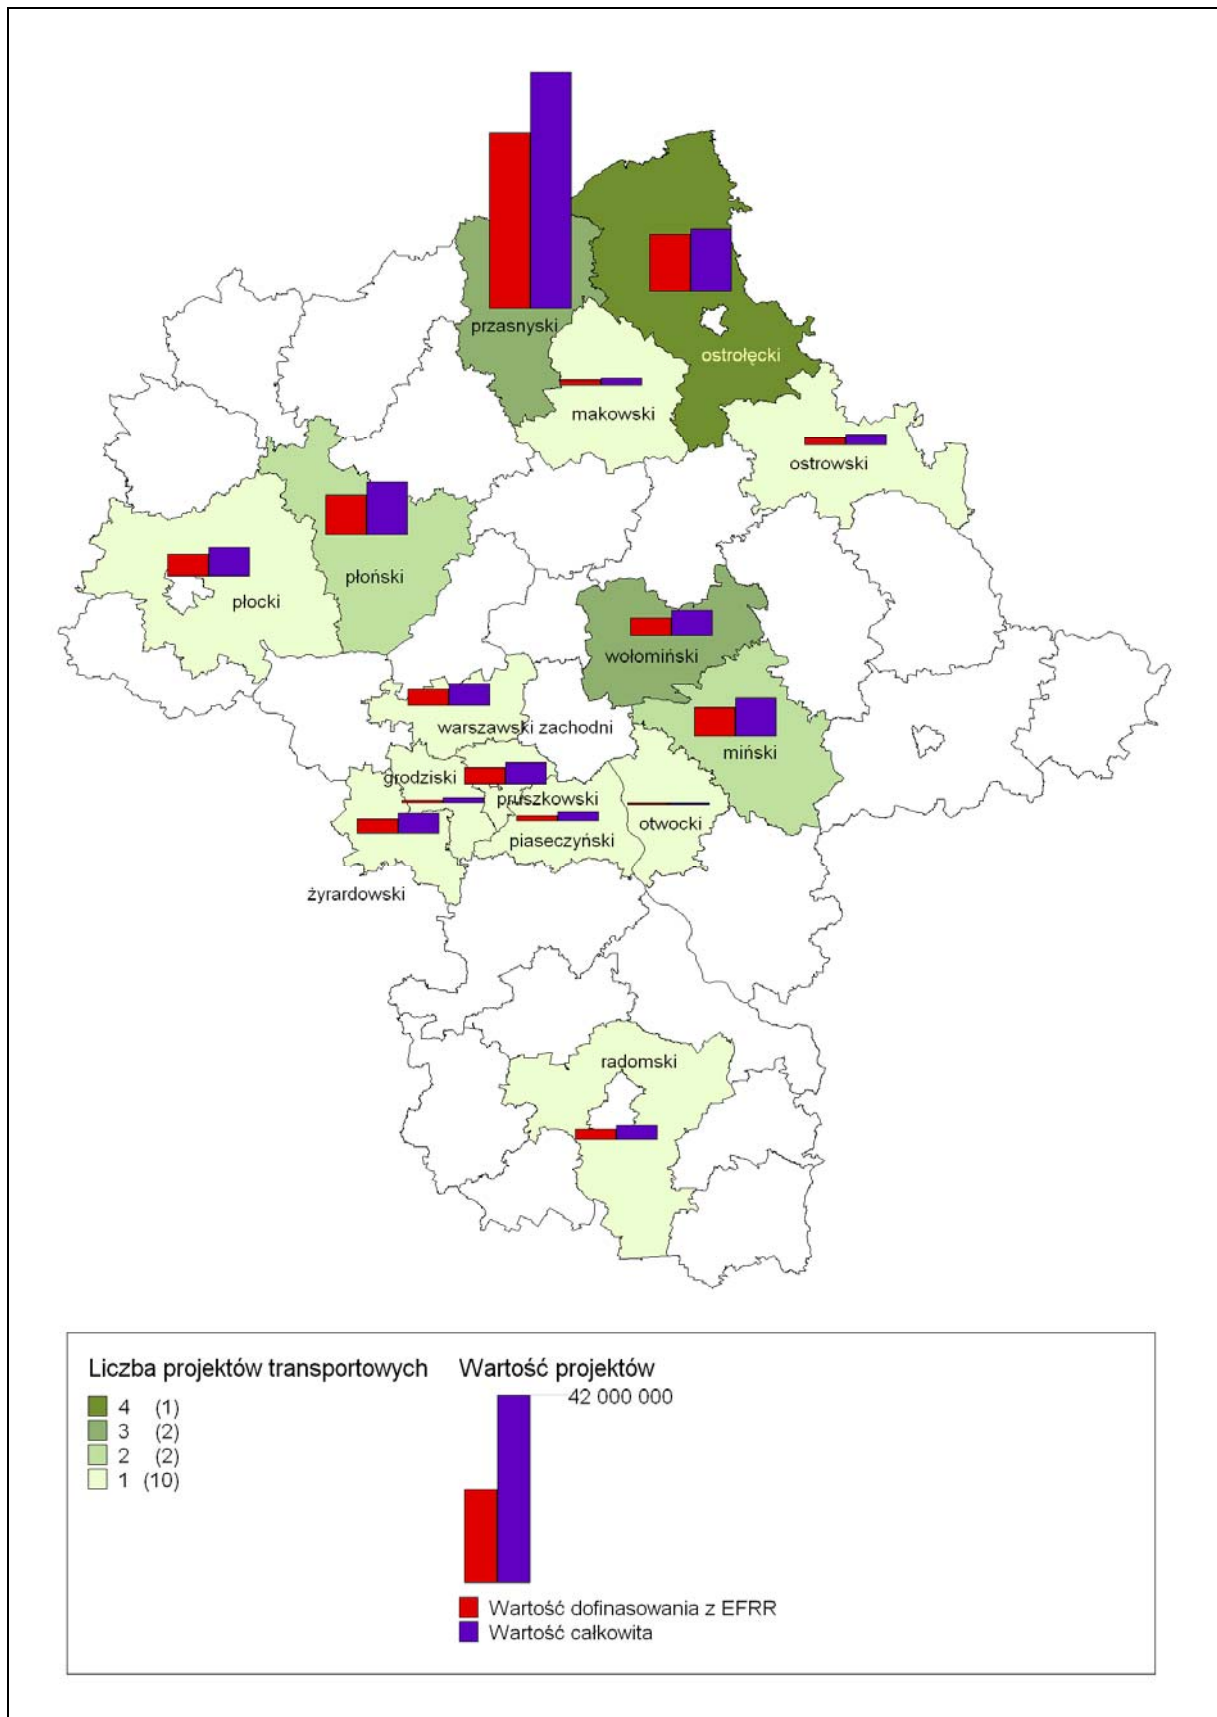 przasnyski
ostrołęcki
makowski
ostrowski
płoński
płocki
wołomiński
warszawski zachodni
miński
grodziski
pruszkowski
otwocki
piaseczyński
żyrardowski
radomski
Liczba projektów transportowych
4 (1)
3 (2)
2 (2)
1 (10)
Wartość projektów
42 000 000
Wartość dofinasowania z EFRR
Wartość całkowita